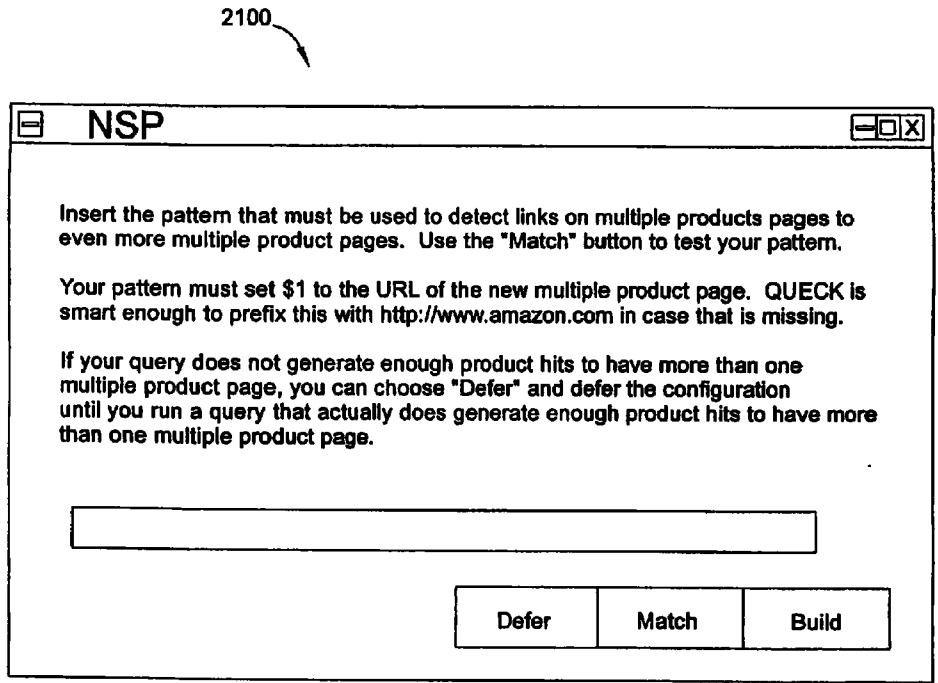 2100
NSP
Insert the pattern that must be used to detect links on multiple products pages to
even more multiple product pages. Use the "Match" button to test your pattern.
Your pattern must set $1 to the URL of the new multiple product page. QUECK is
smart enough to prefix this with http://www.amazon.com in case that is missing.
If your query does not generate enough product hits to have more than one
multiple product page, you can choose "Defer" and defer the configuration
until you run a query that actually does generate enough product hits to have more
than one multiple product page.
Defer Match Build